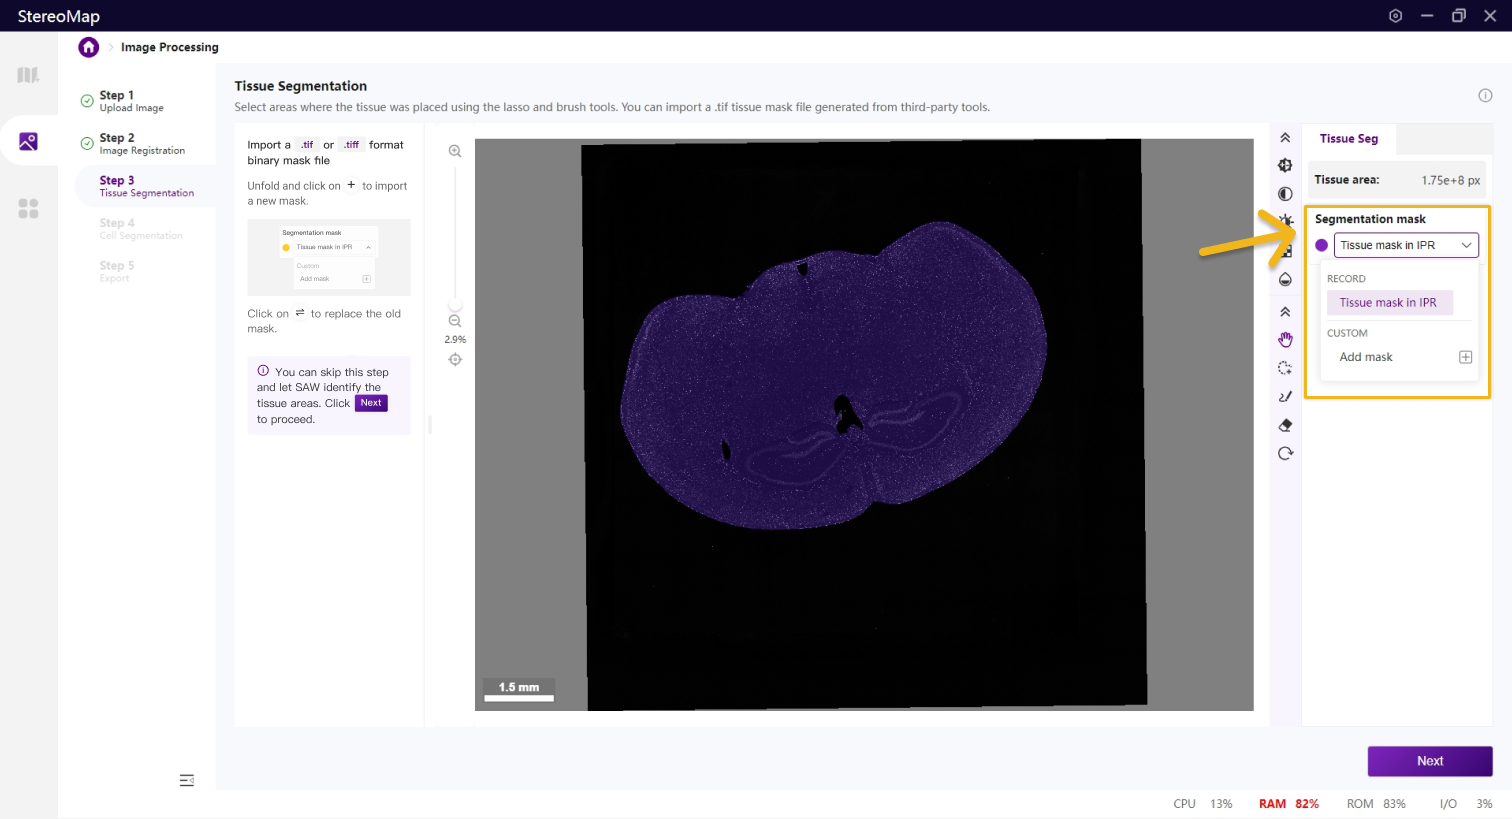 StereoMap
Image Processing
Step 1
Upload Image
Step 2
Image Registration
Step 3
Tissue Segmentation
Step 4
Cell Segmentation
Step 5
Export
Tissue Segmentation
Select areas where the tissue was placed using the lasso and brush tools. You can import a .tif tissue mask file generated from third-party tools.
Import a .tif or .tiff format
binary mask file
Unfold and click on + to import
a new mask.
Segmentation mask
Tissue mask in IPR
Custom
Add mask
Click on ⇌ to replace the old
mask.
You can skip this step
and let SAW identify the
tissue areas. Click Next
to proceed.
2.9%
1.5 mm
Tissue Seg
Tissue area: 1.75e+8 px
Segmentation mask
Tissue mask in IPR
RECORD
Tissue mask in IPR
CUSTOM
Add mask
Next
CPU 13% RAM 82% ROM 83% I/O 3%